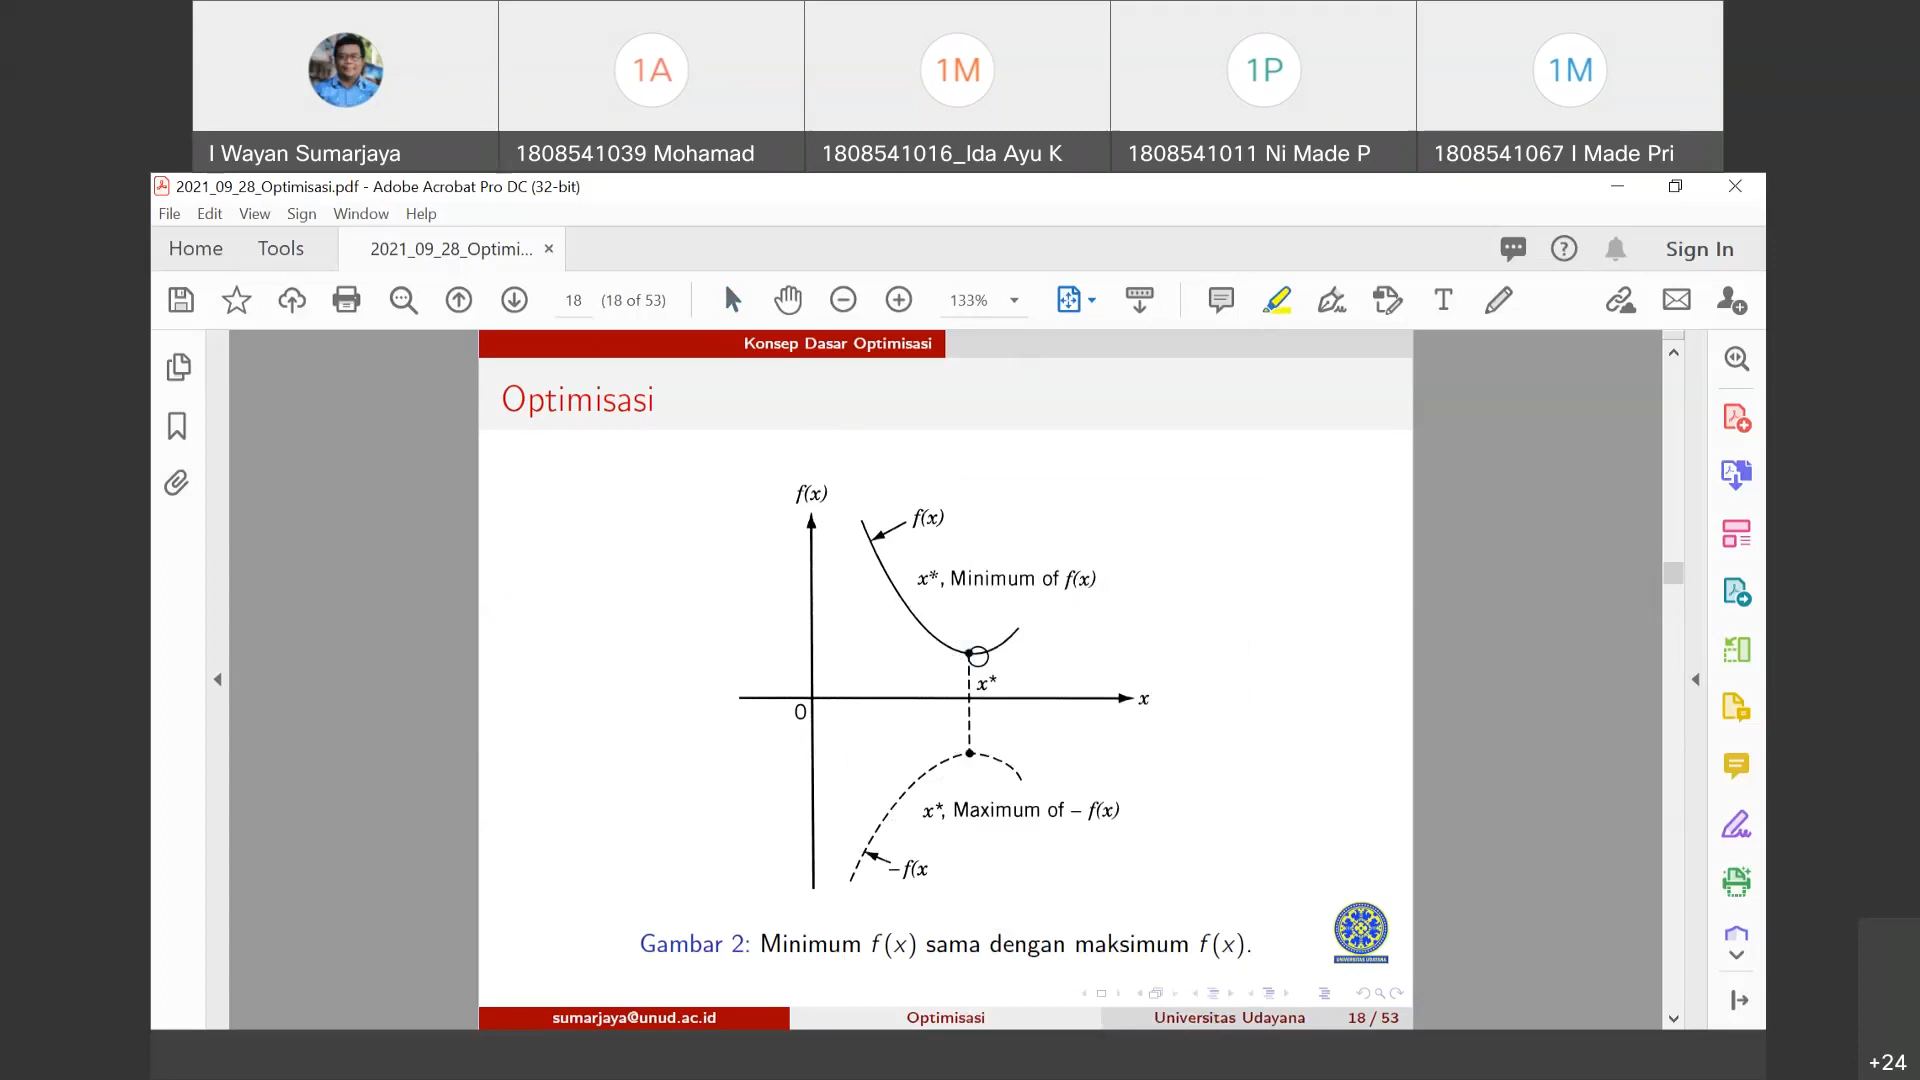 1A
1M
1P
1M
I Wayan Sumarjaya
1808541039 Mohamad
1808541016_Ida Ayu K
1808541011 Ni Made P
1808541067 I Made Pri
2021_09_28_Optimisasi.pdf - Adobe Acrobat Pro DC (32-bit)
File Edit View Sign Window Help
Home Tools 2021_09_28_Optimi... × Sign In
18 (18 of 53) 133%
Konsep Dasar Optimisasi
Optimisasi
f(x)
f(x)
x*, Minimum of f(x)
x*
x
0
x*, Maximum of – f(x)
–f(x
Gambar 2: Minimum f(x) sama dengan maksimum f(x).
UNIVERSITAS UDAYANA
sumarjaya@unud.ac.id Optimisasi Universitas Udayana 18 / 53
+24